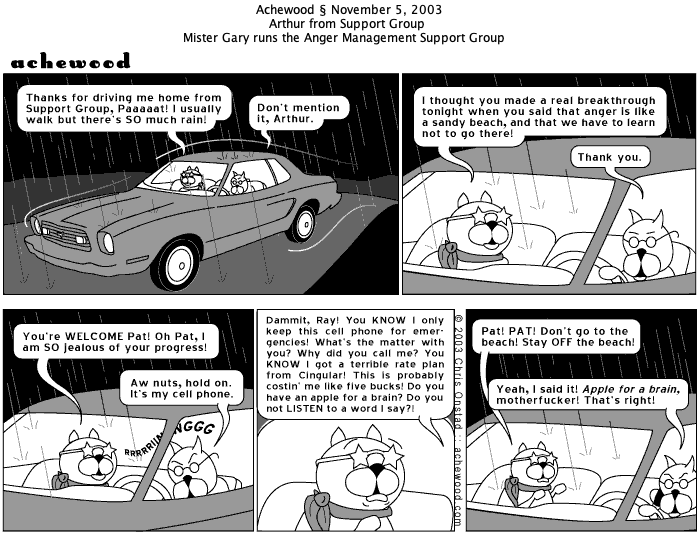 Achewood § November 5, 2003
Arthur from Support Group
Mister Gary runs the Anger Management Support Group
achewood
Thanks for driving me home from
Support Group, Paaaat! I usually
walk but there's SO much rain!
Don't mention
it, Arthur.
I thought you made a real breakthrough
tonight when you said that anger is like
a sandy beach, and that we have to learn
not to go there!
Thank you.
You're WELCOME Pat! Oh Pat, I
am SO jealous of your progress!
Aw nuts, hold on.
It's my cell phone.
RRRRRIINNNGGG
Dammit, Ray! You KNOW I only
keep this cell phone for emer-
gencies! What's the matter with
you? Why did you call me? You
KNOW I got a terrible rate plan
from Cingular! This is probably
costin' me like five bucks! Do you
have an apple for a brain? Do you
not LISTEN to a word I say?!
© 2003 Chris Onstad :: achewood.com
Pat! PAT! Don't go to the
beach! Stay OFF the beach!
Yeah, I said it! Apple for a brain,
motherfucker! That's right!